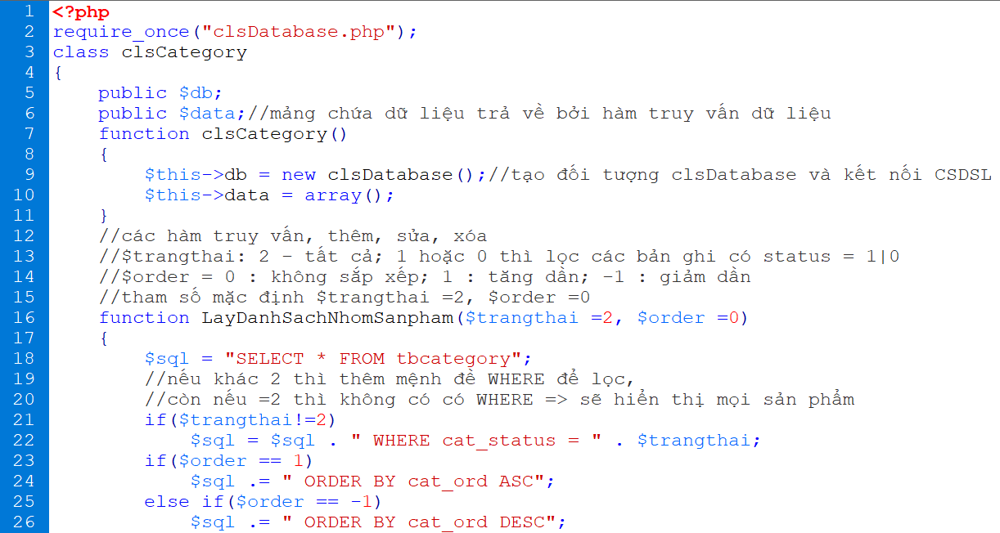 1 <?php
2 require_once("clsDatabase.php");
3 class clsCategory
4 {
5     public $db;
6     public $data;//mảng chứa dữ liệu trả về bởi hàm truy vấn dữ liệu
7     function clsCategory()
8     {
9         $this->db = new clsDatabase();//tạo đối tượng clsDatabase và kết nối CSDSL
10         $this->data = array();
11     }
12     //các hàm truy vấn, thêm, sửa, xóa
13     //$trangthai: 2 - tất cả; 1 hoặc 0 thì lọc các bản ghi có status = 1|0
14     //$order = 0 : không sắp xếp; 1 : tăng dần; -1 : giảm dần
15     //tham số mặc định $trangthai =2, $order =0
16     function LayDanhSachNhomSanpham($trangthai =2, $order =0)
17     {
18         $sql = "SELECT * FROM tbcategory";
19         //nếu khác 2 thì thêm mệnh đề WHERE để lọc,
20         //còn nếu =2 thì không có có WHERE => sẽ hiển thị mọi sản phẩm
21         if($trangthai!=2)
22             $sql = $sql . " WHERE cat_status = " . $trangthai;
23         if($order == 1)
24             $sql .= " ORDER BY cat_ord ASC";
25         else if($order == -1)
26             $sql .= " ORDER BY cat_ord DESC";